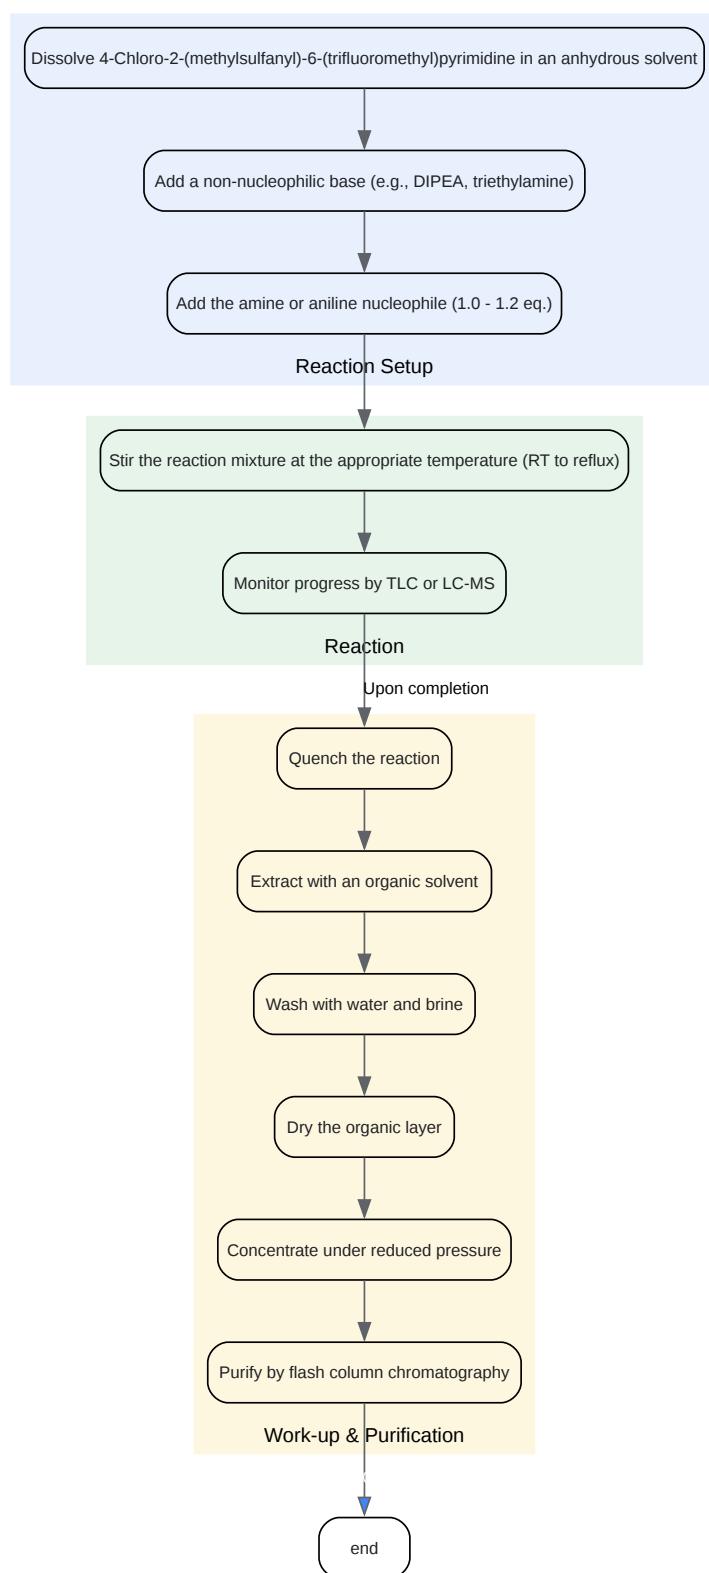 Dissolve 4-Chloro-2-(methylsulfanyl)-6-(trifluoromethyl)pyrimidine in an anhydrous solvent
Add a non-nucleophilic base (e.g., DIPEA, triethylamine)
Add the amine or aniline nucleophile (1.0 - 1.2 eq.)
Reaction Setup
Stir the reaction mixture at the appropriate temperature (RT to reflux)
Monitor progress by TLC or LC-MS
Reaction
Upon completion
Quench the reaction
Extract with an organic solvent
Wash with water and brine
Dry the organic layer
Concentrate under reduced pressure
Purify by flash column chromatography
Work-up & Purification
end